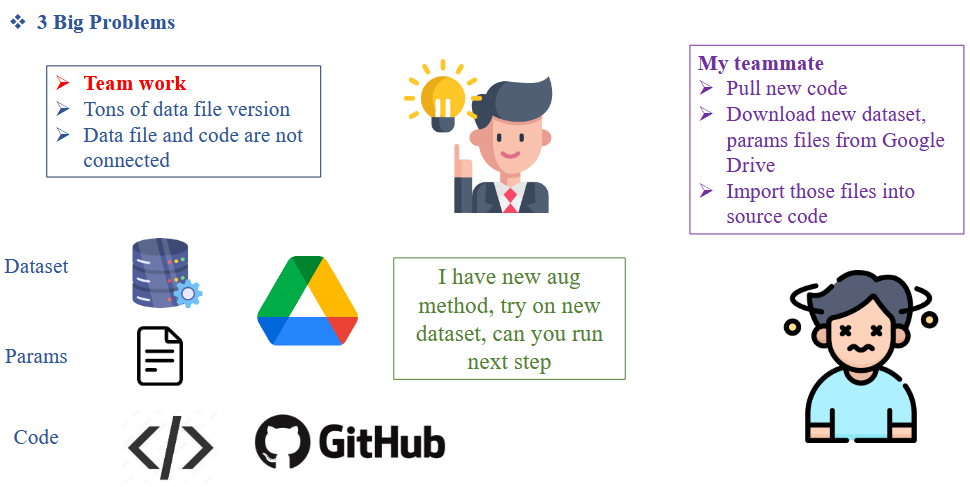 3 Big Problems
Team work
Tons of data file version
Data file and code are not
connected
My teammate
Pull new code
Download new dataset,
params files from Google
Drive
Import those files into
source code
Dataset
Params
Code
I have new aug
method, try on new
dataset, can you run
next step
GitHub